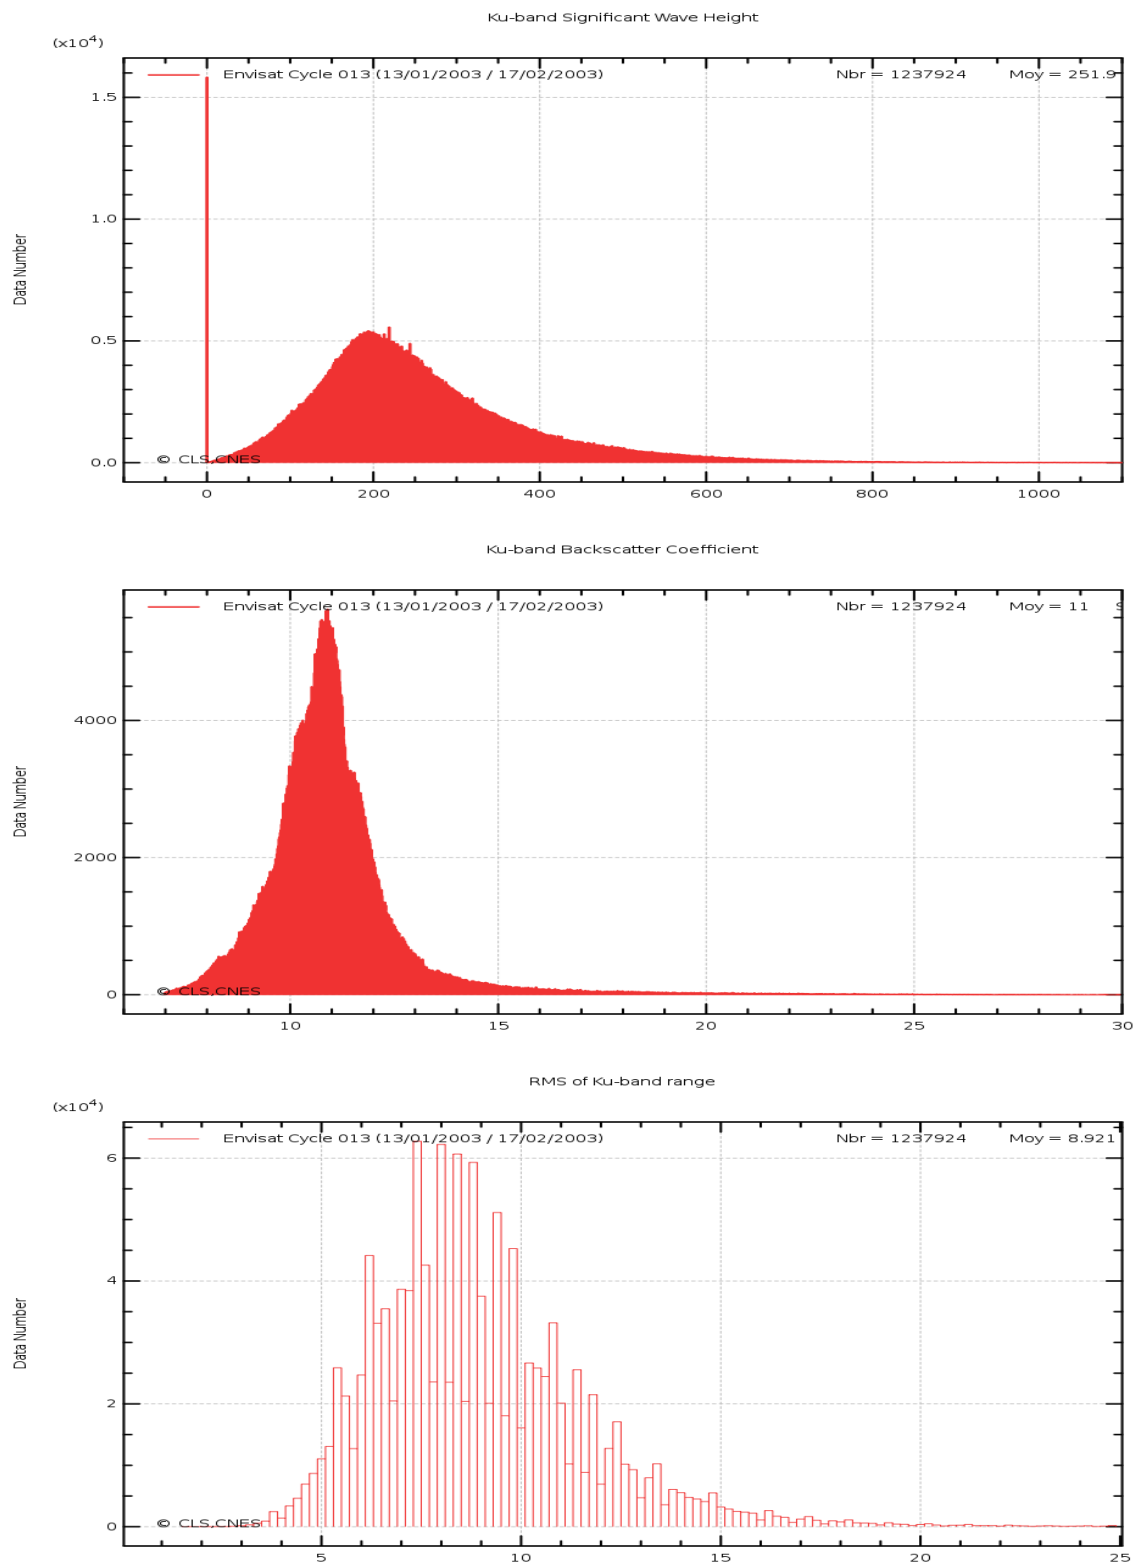 Ku-band Significant Wave Height
(x10⁴)
Envisat Cycle 013 (13/01/2003 / 17/02/2003) Nbr = 1237924 Moy = 251.9
1.5
1.0
0.5
0.0
Data Number
© CLS,CNES
0 200 400 600 800 1000
Ku-band Backscatter Coefficient
Envisat Cycle 013 (13/01/2003 / 17/02/2003) Nbr = 1237924 Moy = 11
4000
2000
0
Data Number
© CLS,CNES
10 15 20 25 30
RMS of Ku-band range
(x10⁴)
Envisat Cycle 013 (13/01/2003 / 17/02/2003) Nbr = 1237924 Moy = 8.921
6
4
2
0
Data Number
© CLS,CNES
5 10 15 20 25